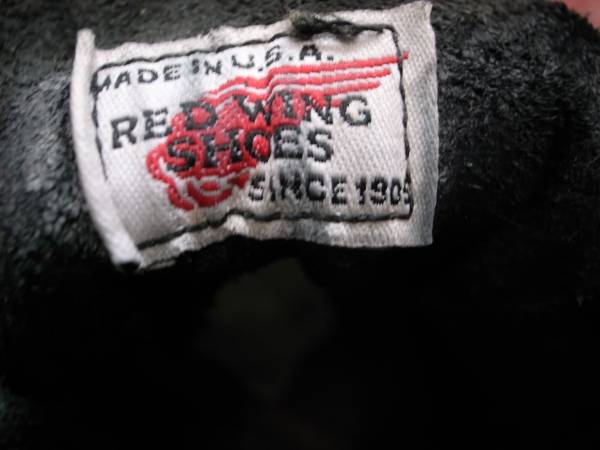 MADE IN U.S.A.
RED WING
SHOES
SINCE 1905